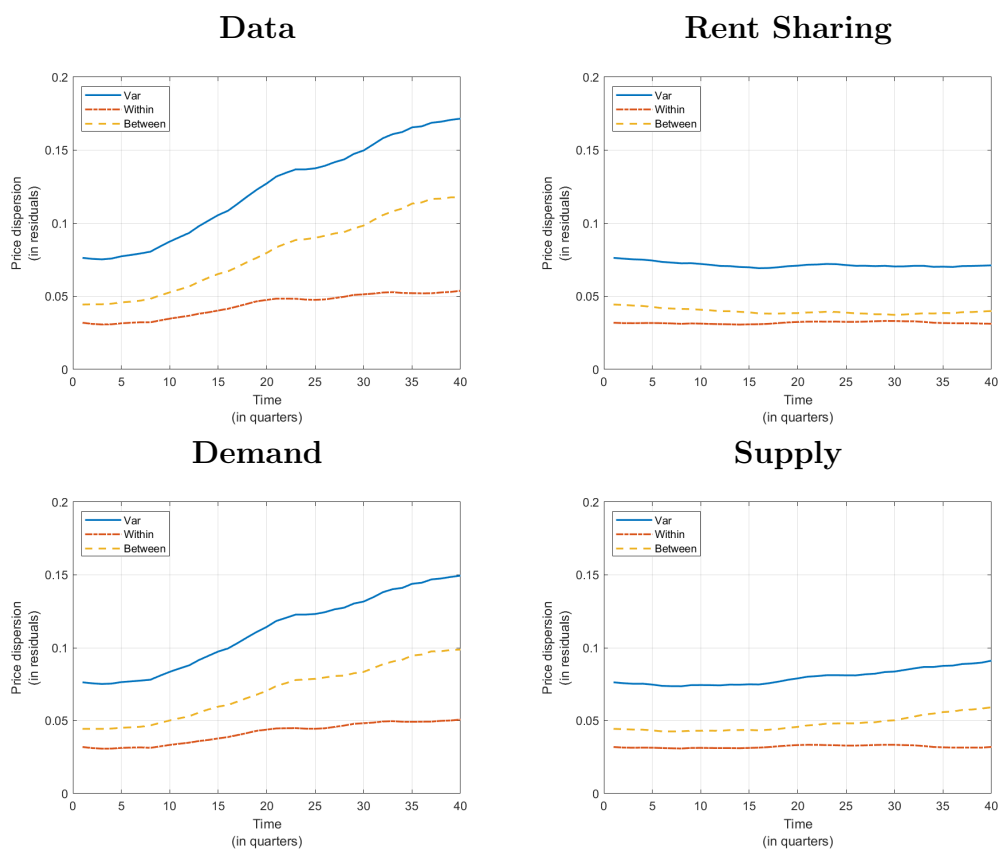 Data
0.2
0.15
0.1
0.05
0
Price dispersion
(in residuals)
Var
Within
Between
0 5 10 15 20 25 30 35 40
Time
(in quarters)
Rent Sharing
0.2
0.15
0.1
0.05
0
Price dispersion
(in residuals)
Var
Within
Between
0 5 10 15 20 25 30 35 40
Time
(in quarters)
Demand
0.2
0.15
0.1
0.05
0
Price dispersion
(in residuals)
Var
Within
Between
0 5 10 15 20 25 30 35 40
Time
(in quarters)
Supply
0.2
0.15
0.1
0.05
0
Price dispersion
(in residuals)
Var
Within
Between
0 5 10 15 20 25 30 35 40
Time
(in quarters)